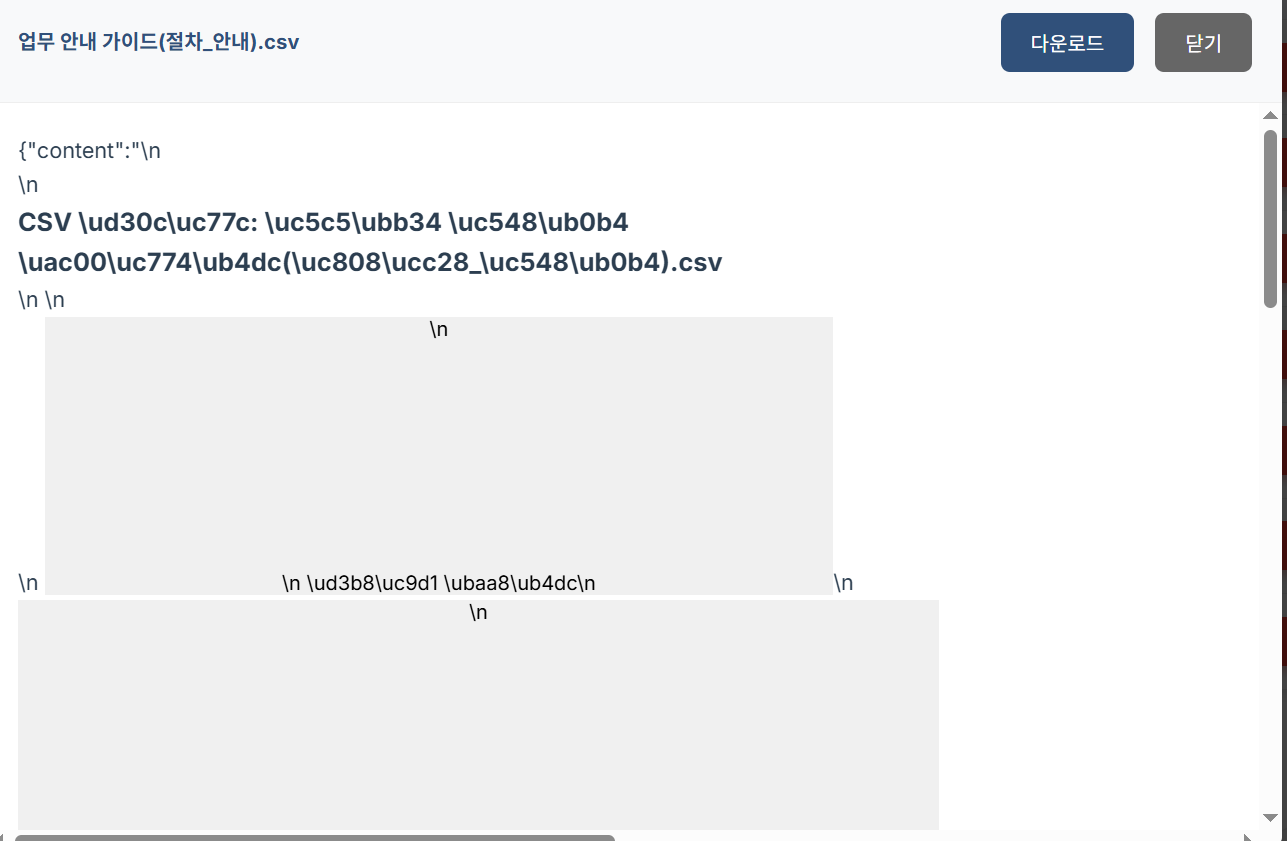 업무 안내 가이드(절차_안내).csv
다운로드
닫기
{"content":"\n
\n
CSV \ud30c\uc77c: \uc5c5\ubb34 \uc548\ub0b4
\uac00\uc774\ub4dc(\uc808\ucc28_\uc548\ub0b4).csv
\n \n
\n
\n
\n \ud3b8\uc9d1 \ubaa8\ub4dc\n
\n
\n